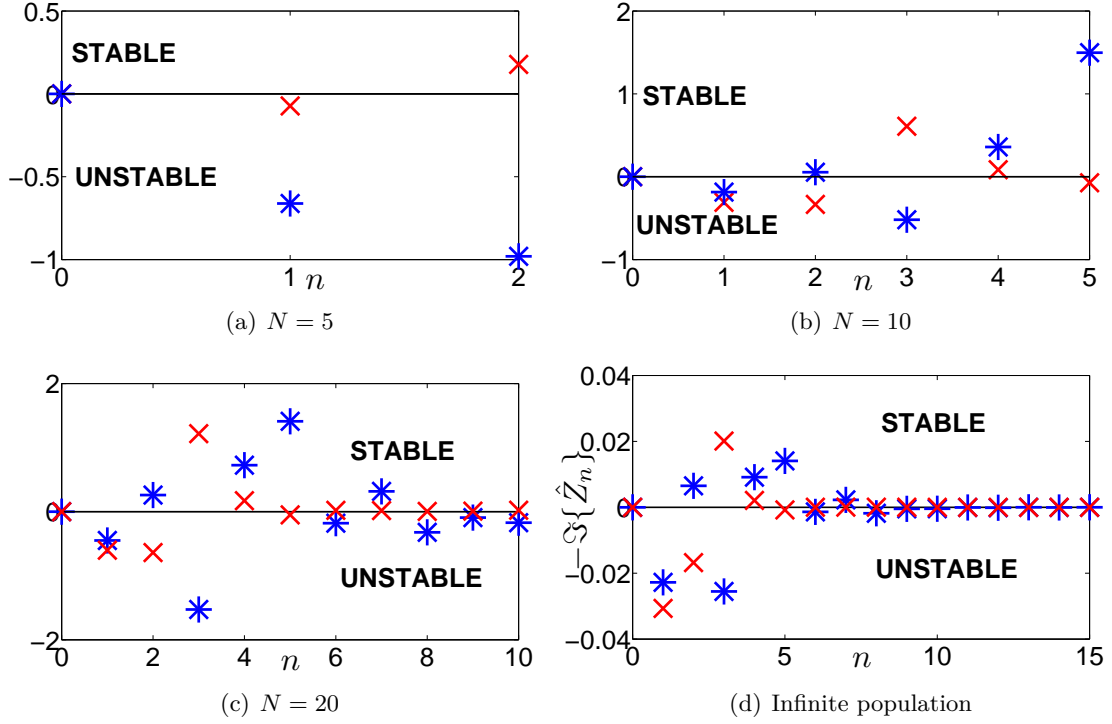 0.5
STABLE
0
−0.5
UNSTABLE
−1
0 1 2
n
(a) N = 5
2
1
STABLE
0
UNSTABLE
−1
0 1 2 3 4 5
n
(b) N = 10
2
STABLE
0
UNSTABLE
−2
0 2 4 6 8 10
n
(c) N = 20
0.04
STABLE
0.02
0
−0.02
UNSTABLE
−0.04
−ℑ{Ẑₙ}
0 5 10 15
n
(d) Infinite population